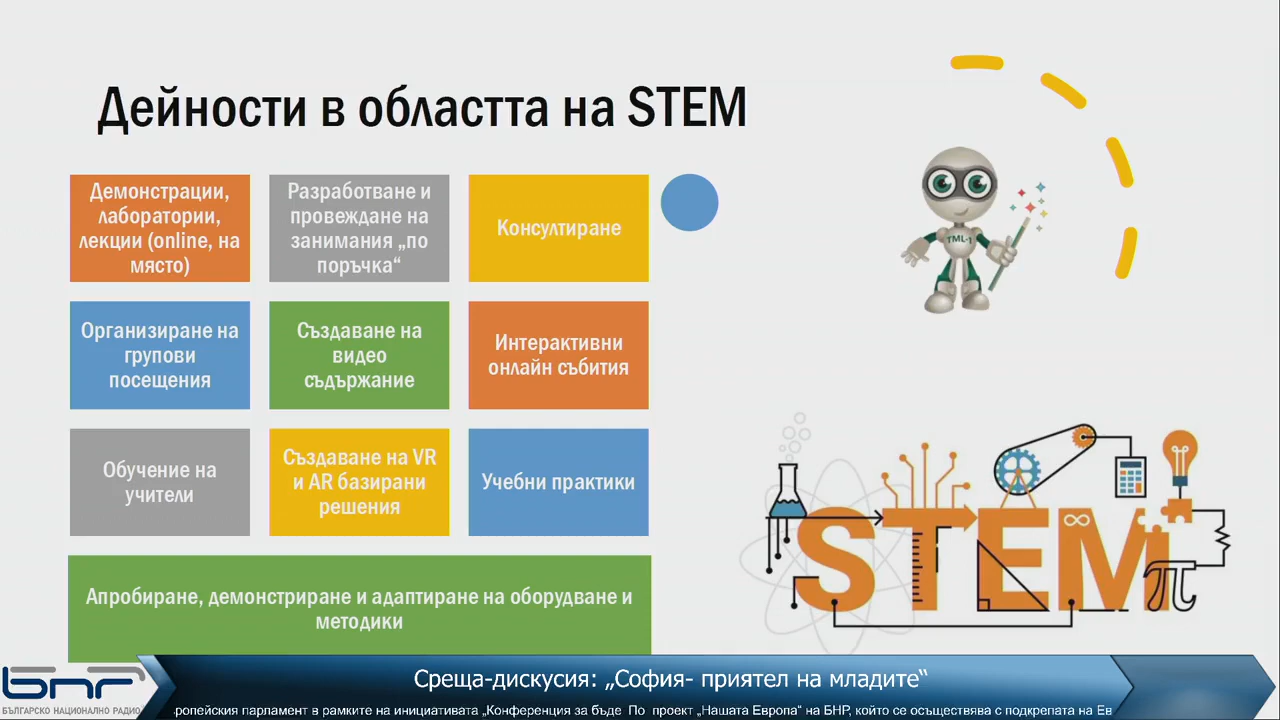 Дейности в областта на STEM
Демонстрации,
лаборатории,
лекции (online, на
място)
Разработване и
провеждане на
занимания „по
поръчка“
Консултиране
Организиране на
групови
посещения
Създаване на
видео
съдържание
Интерактивни
онлайн събития
Обучение на
учители
Създаване на VR
и AR базирани
решения
Учебни практики
Апробиране, демонстриране и адаптиране на оборудване и
методики
TML-1
STEM
∞
π
бнр
БЪЛГАРСКО НАЦИОНАЛНО РАДИО
Среща-дискусия: „София- приятел на младите“
ропейския парламент в рамките на инициативата „Конференция за бъде По проект „Нашата Европа“ на БНР, който се осъществява с подкрепата на Ев